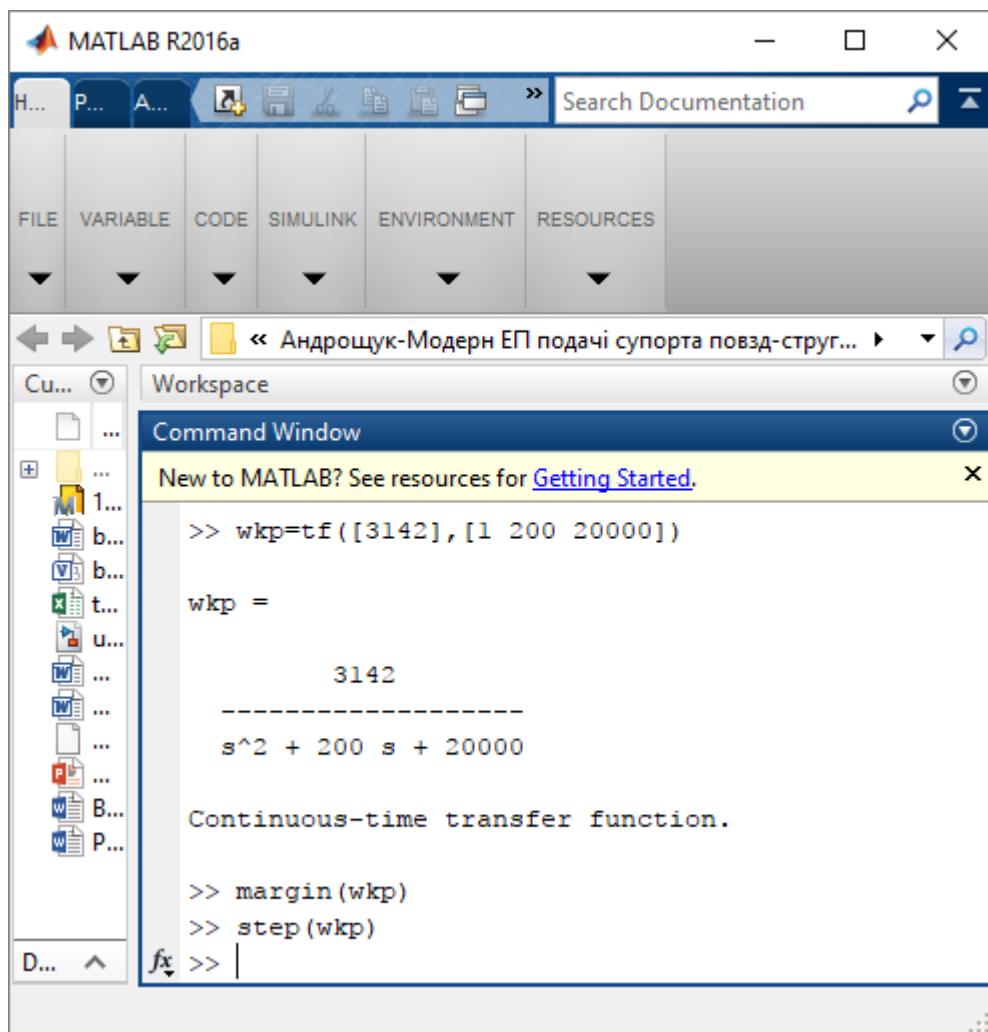 MATLAB R2016a
H... P... A... Search Documentation
FILE VARIABLE CODE SIMULINK ENVIRONMENT RESOURCES
« Андрощук-Модерн ЕП подачі супорта повзд-струг...
Cu... Workspace
...
Command Window
...
New to MATLAB? See resources for Getting Started.
1...
>> wkp=tf([3142],[1 200 20000])
b...
b...
wkp =
t...
u...
3142
...
-------------------
...
s^2 + 200 s + 20000
...
...
B...
Continuous-time transfer function.
P...
>> margin(wkp)
>> step(wkp)
D... fx >>